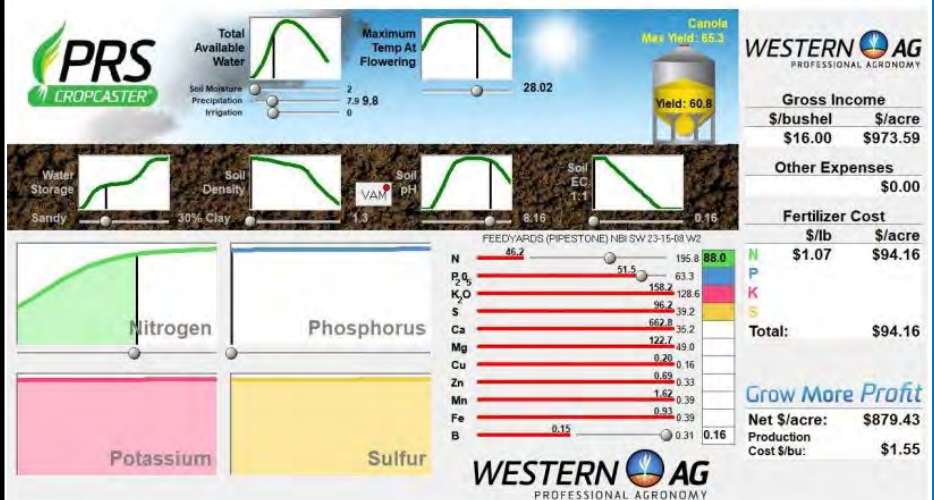 PRS
CROPCASTER®
Total
Available
Water
Soil Moisture 2
Precipitation 7.9 9.8
Irrigation 0
Maximum
Temp At
Flowering
28.02
Canola
Max Yield: 65.3
Yield: 60.8
Water
Storage
Sandy 30% Clay
Soil
Density
1.3
VAM
Soil
pH
8.16
Soil
EC
1:1
0.16
Nitrogen
Phosphorus
Potassium
Sulfur
FEEDYARDS (PIPESTONE) NBI SW 23-15-08 W2
N 46.2 195.8 88.0
P2O5 51.5 63.3
K2O 158.2 128.6
S 96.2 39.2
Ca 662.8 35.2
Mg 122.7 49.0
Cu 0.20 0.16
Zn 0.69 0.33
Mn 1.62 0.39
Fe 0.93 0.39
B 0.15 0.31 0.16
WESTERN AG
PROFESSIONAL AGRONOMY
WESTERN AG
PROFESSIONAL AGRONOMY
Gross Income
$/bushel $/acre
$16.00 $973.59
Other Expenses
$0.00
Fertilizer Cost
$/lb $/acre
N $1.07 $94.16
P
K
S
Total: $94.16
Grow More Profit
Net $/acre: $879.43
Production
Cost $/bu: $1.55